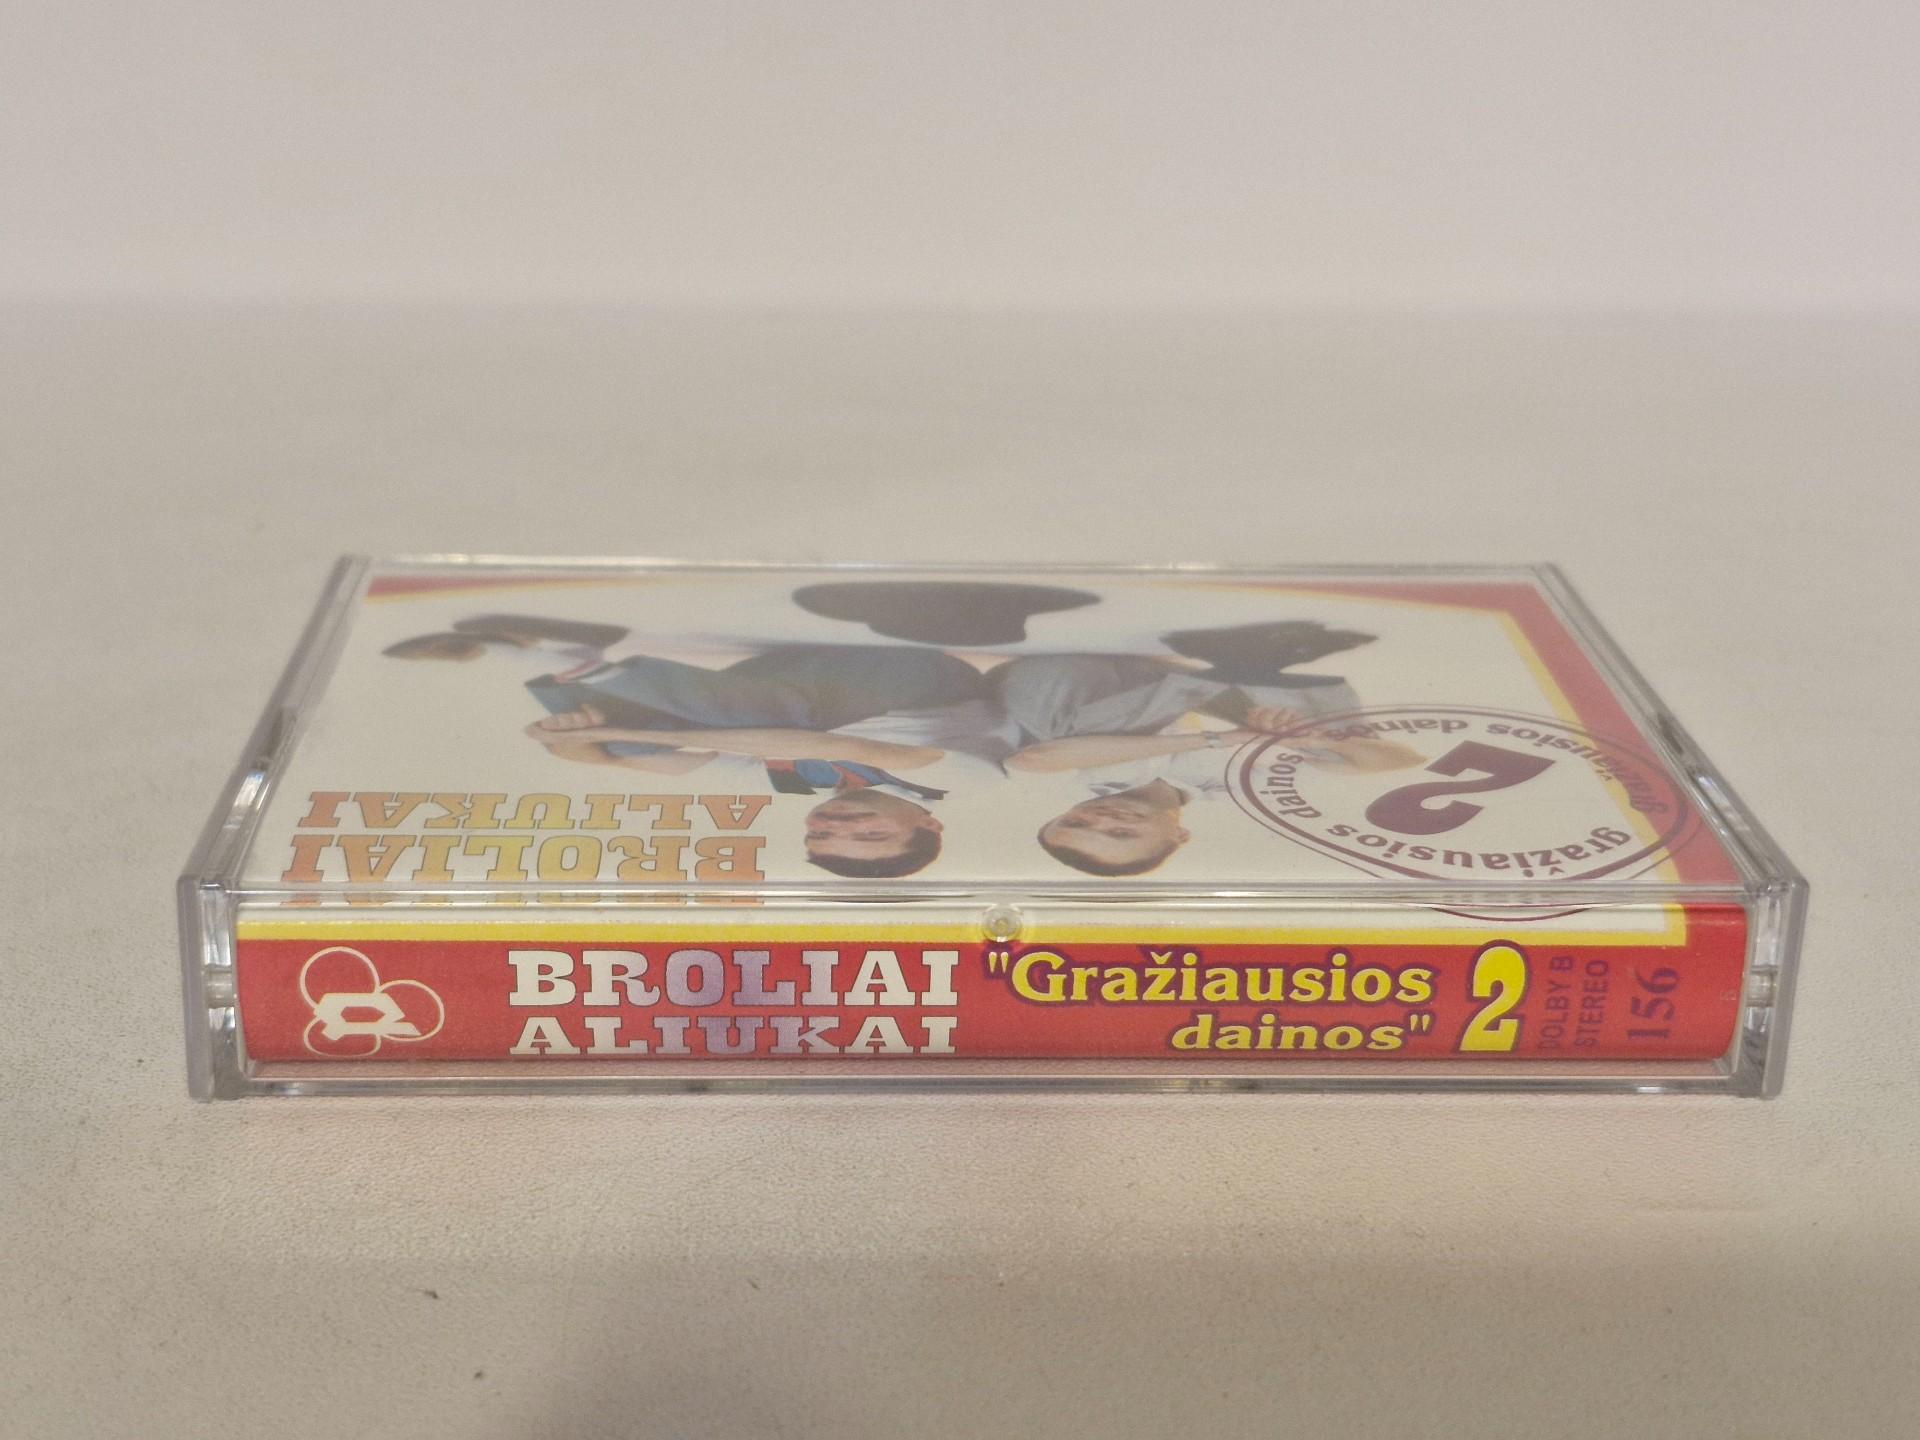 BROLIAI
ALIUKAI
gražiausios dainos gražiausios dainos
2
BROLIAI
ALIUKAI
"Gražiausios
dainos"
2
DOLBY B
STEREO
156